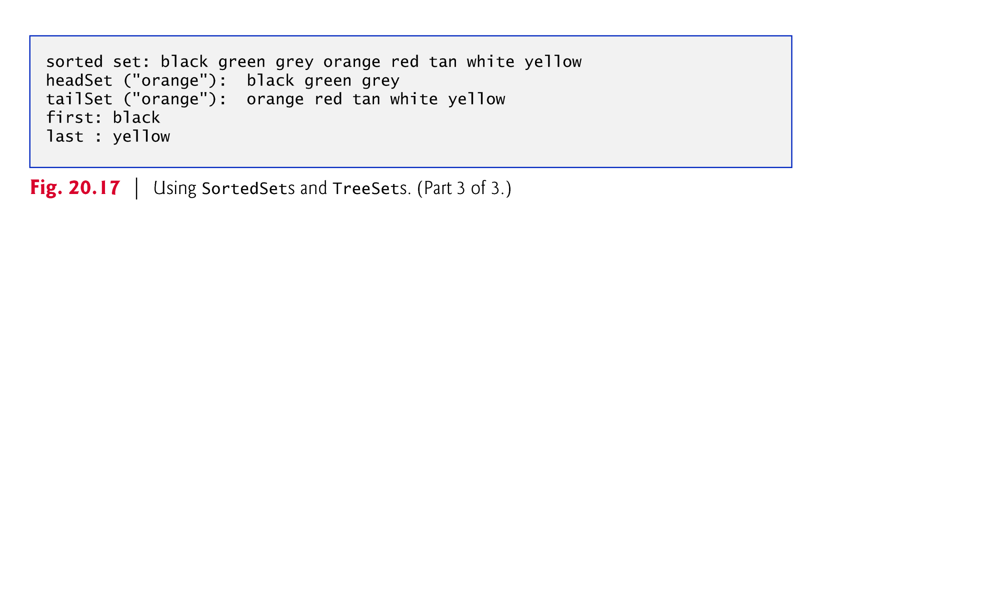 sorted set: black green grey orange red tan white yellow
headSet ("orange"):  black green grey
tailSet ("orange"):  orange red tan white yellow
first: black
last : yellow
Fig. 20.17 | Using SortedSets and TreeSets. (Part 3 of 3.)